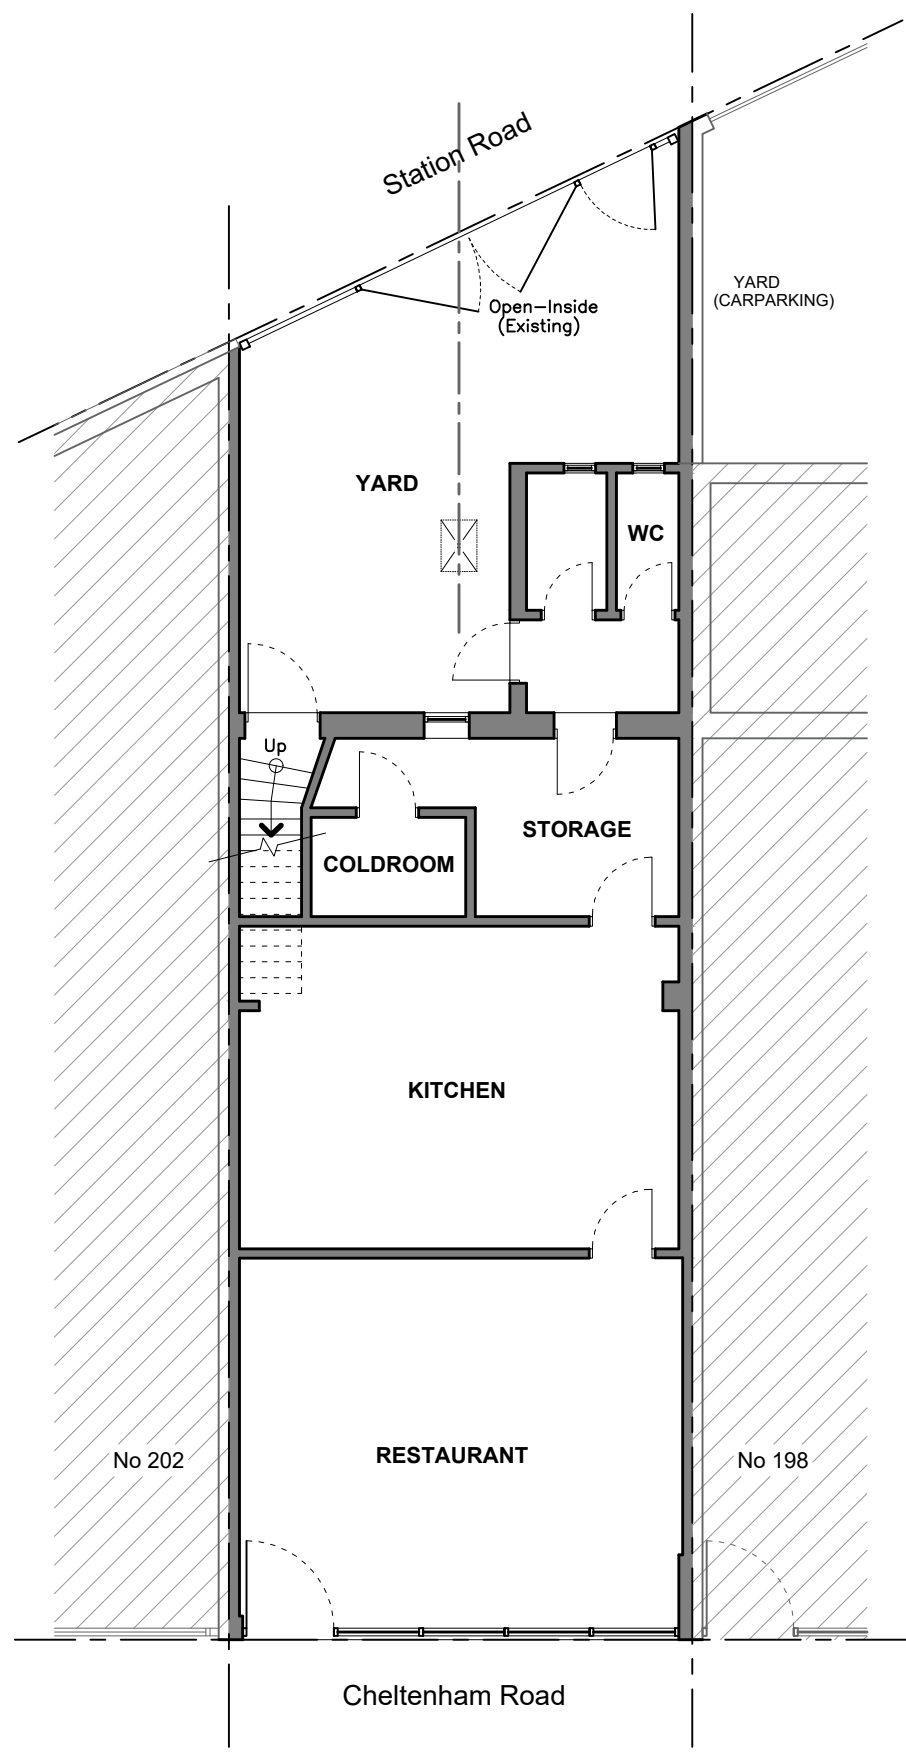 Station Road
YARD
(CARPARKING)
Open-Inside
(Existing)
YARD
WC
Up
STORAGE
COLDROOM
KITCHEN
RESTAURANT
No 202
No 198
Cheltenham Road